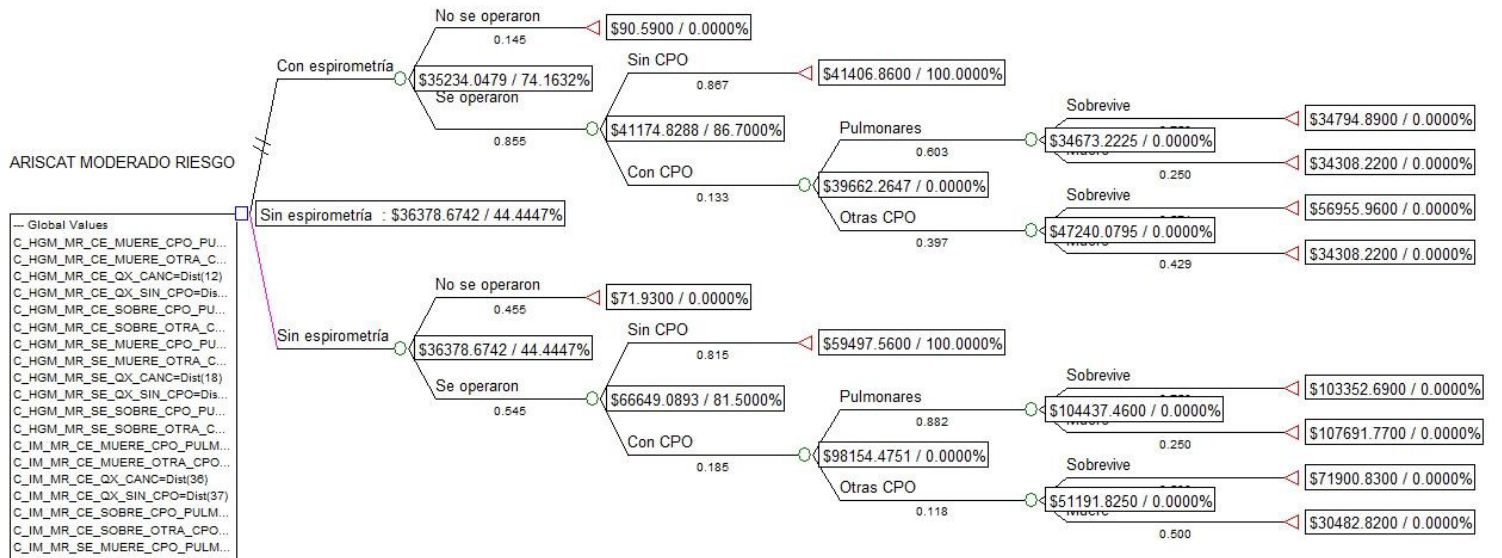 No se operaron
0.145
$90.5900 / 0.0000%
Con espirometría
$35234.0479 / 74.1632%
Sin CPO
0.867
$41406.8600 / 100.0000%
Se operaron
0.855
$41174.8288 / 86.7000%
Sobrevive
$34794.8900 / 0.0000%
Pulmonares
0.603
$34673.2225 / 0.0000%
0.250
$34308.2200 / 0.0000%
ARISCAT MODERADO RIESGO
Con CPO
0.133
$39662.2647 / 0.0000%
Sobrevive
$56955.9600 / 0.0000%
Otras CPO
0.397
$47240.0795 / 0.0000%
0.429
$34308.2200 / 0.0000%
Sin espirometría : $36378.6742 / 44.4447%
--- Global Values
C_HGM_MR_CE_MUERE_CPO_PU...
C_HGM_MR_CE_MUERE_OTRA_C...
C_HGM_MR_CE_QX_CANC=Dist(12)
C_HGM_MR_CE_QX_SIN_CPO=Dis...
C_HGM_MR_CE_SOBRE_CPO_PU...
C_HGM_MR_CE_SOBRE_OTRA_C...
C_HGM_MR_SE_MUERE_CPO_PU...
C_HGM_MR_SE_MUERE_OTRA_C...
C_HGM_MR_SE_QX_CANC=Dist(18)
C_HGM_MR_SE_QX_SIN_CPO=Dis...
C_HGM_MR_SE_SOBRE_CPO_PU...
C_HGM_MR_SE_SOBRE_OTRA_C...
C_IM_MR_CE_MUERE_CPO_PULM...
C_IM_MR_CE_MUERE_OTRA_CPO...
C_IM_MR_CE_QX_CANC=Dist(36)
C_IM_MR_CE_QX_SIN_CPO=Dist(37)
C_IM_MR_CE_SOBRE_CPO_PULM...
C_IM_MR_CE_SOBRE_OTRA_CPO...
C_IM_MR_SE_MUERE_CPO_PULM...
No se operaron
0.455
$71.9300 / 0.0000%
Sin espirometría
$36378.6742 / 44.4447%
Sin CPO
0.815
$59497.5600 / 100.0000%
Se operaron
0.545
$66649.0893 / 81.5000%
Sobrevive
$103352.6900 / 0.0000%
Pulmonares
0.882
$104437.4600 / 0.0000%
0.250
$107691.7700 / 0.0000%
Con CPO
0.185
$98154.4751 / 0.0000%
Sobrevive
$71900.8300 / 0.0000%
Otras CPO
0.118
$51191.8250 / 0.0000%
0.500
$30482.8200 / 0.0000%